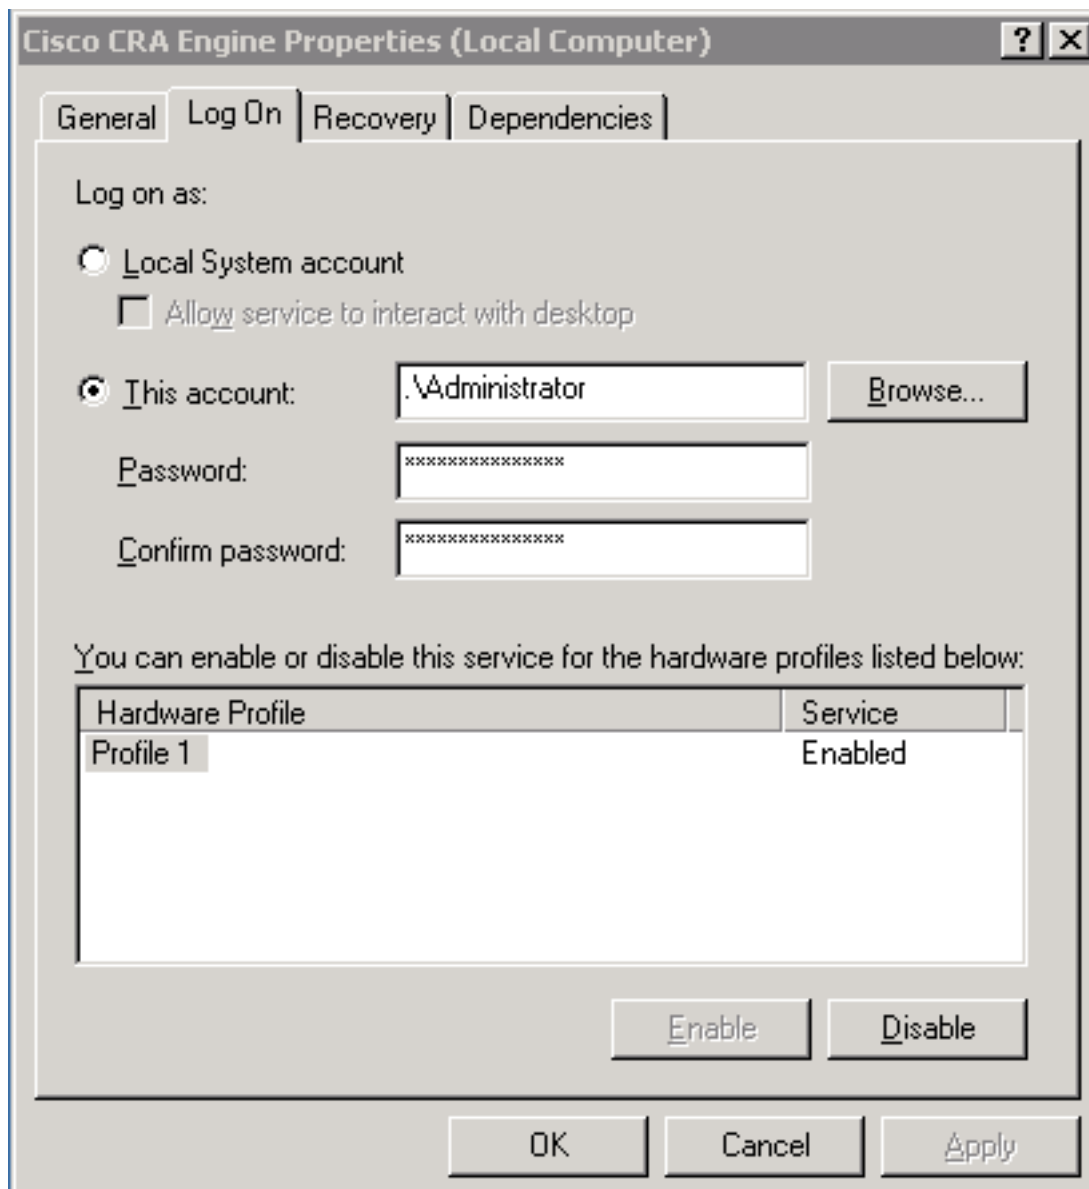 Cisco CRA Engine Properties (Local Computer)
General Log On Recovery Dependencies
Log on as:
Local System account
Allow service to interact with desktop
This account: .\Administrator Browse...
Password: ***************
Confirm password: ***************
You can enable or disable this service for the hardware profiles listed below:
Hardware Profile Service
Profile 1 Enabled
Enable Disable
OK Cancel Apply